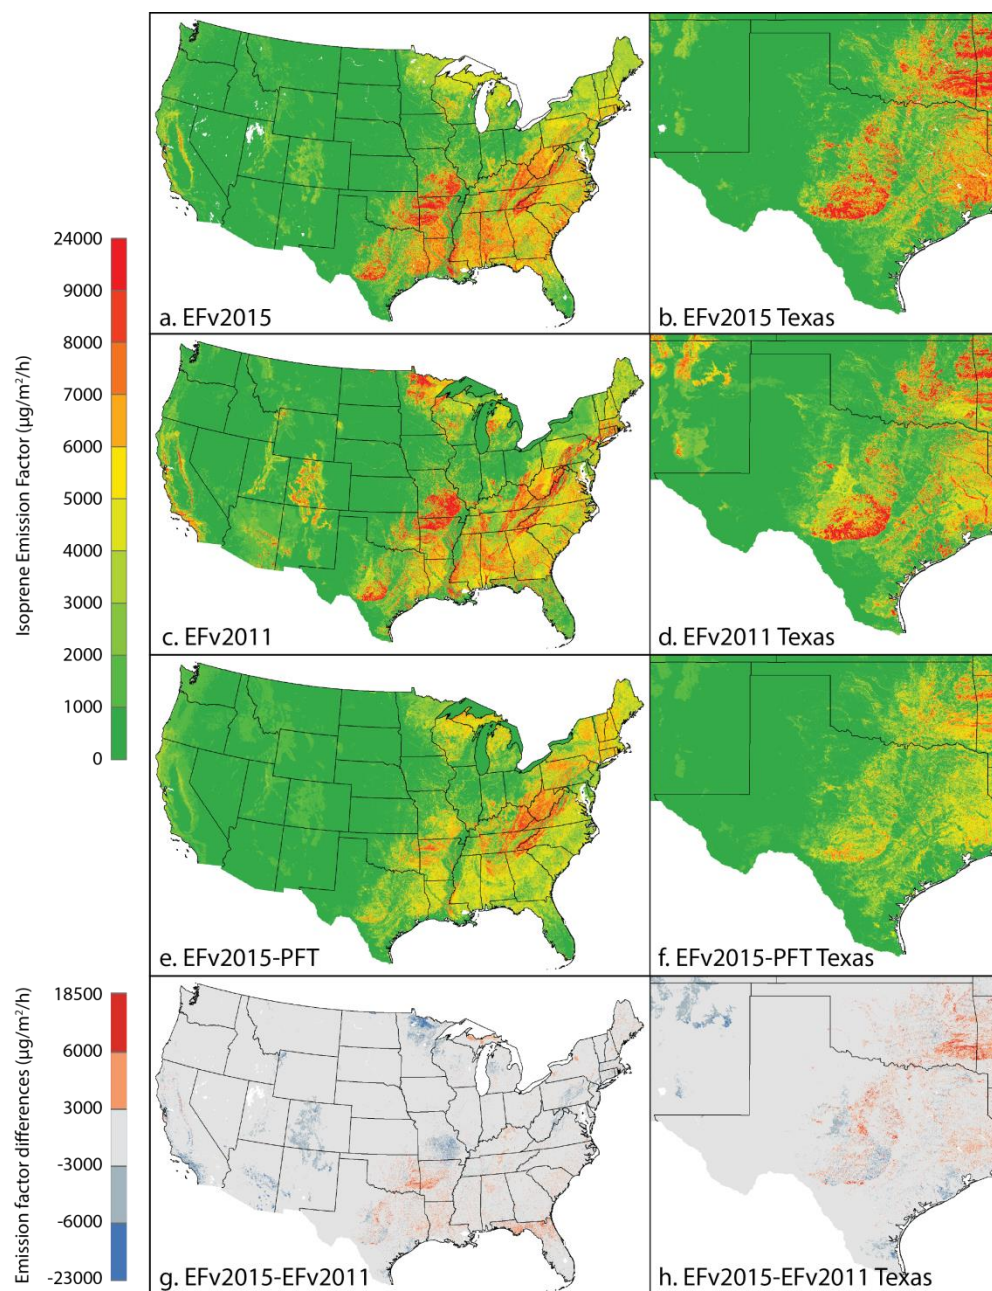 a. EFv2015
b. EFv2015 Texas
Isoprene Emission Factor (µg/m²/h)
24000
9000
8000
7000
6000
5000
4000
3000
2000
1000
0
c. EFv2011
d. EFv2011 Texas
e. EFv2015-PFT
f. EFv2015-PFT Texas
Emission factor differences (µg/m²/h)
18500
6000
3000
-3000
-6000
-23000
g. EFv2015-EFv2011
h. EFv2015-EFv2011 Texas